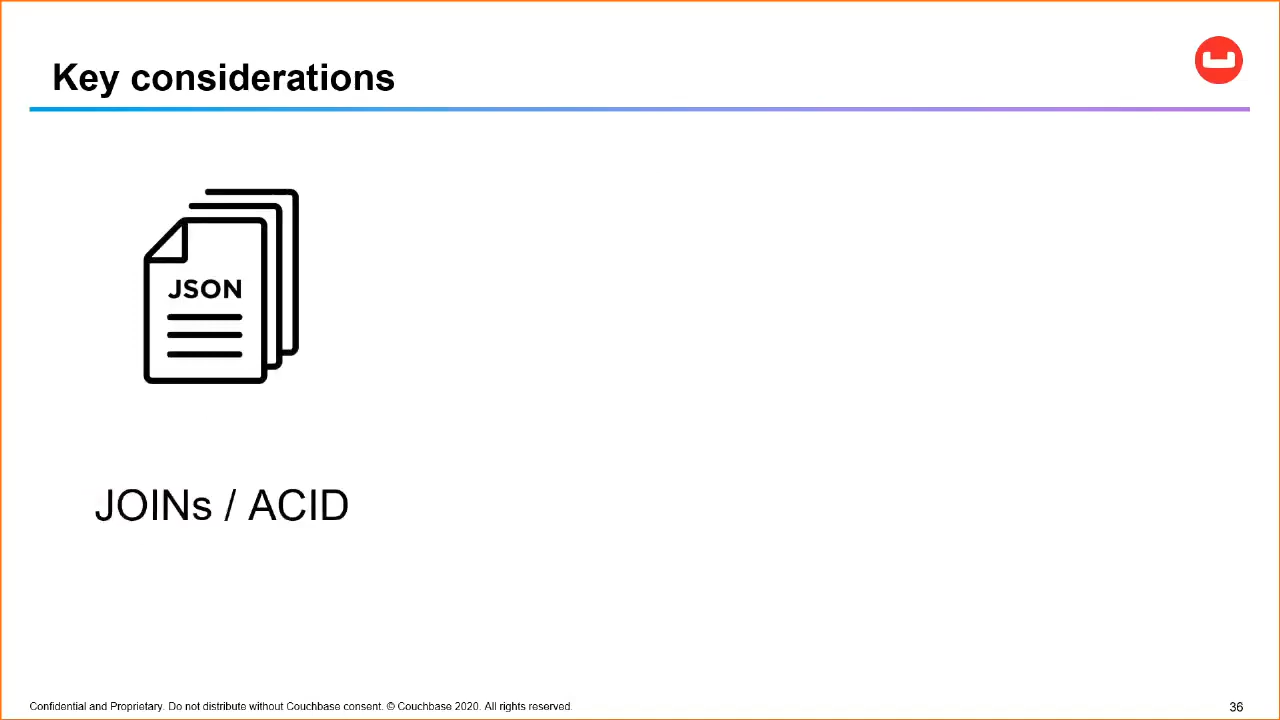 Key considerations
JSON
JOINs / ACID
Confidential and Proprietary. Do not distribute without Couchbase consent. © Couchbase 2020. All rights reserved.
36